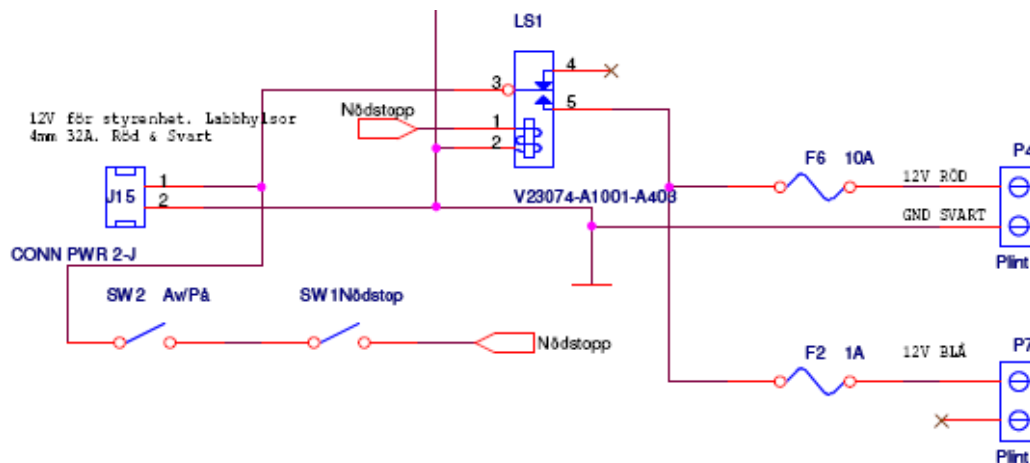 LS1
3
4
5
Nödstopp
1
2
V23074-A1001-A403
12V för styrenhet. Labbhylsor
4mm 32A. Röd & Svart
J15
1
2
CONN PWR 2-J
SW2 Av/På
SW1Nödstop
Nödstopp
F6 10A
12V RÖD
GND SVART
P4
Plint
F2 1A
12V BLÅ
P7
Plint